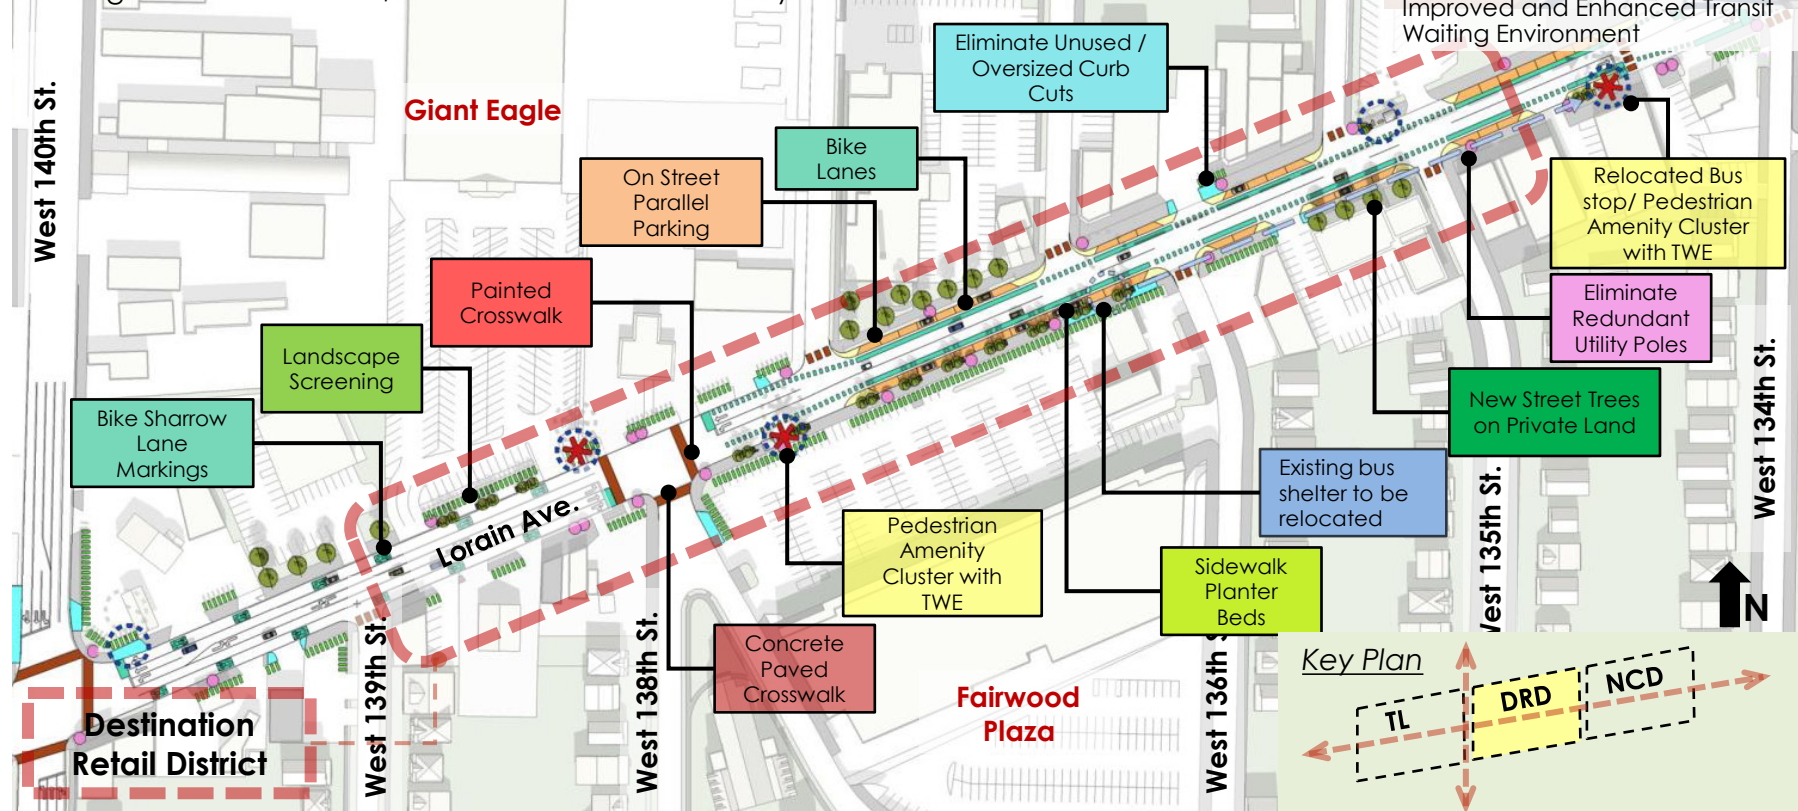 Improved and Enhanced Transit
Waiting Environment
Eliminate Unused /
Oversized Curb
Cuts
Giant Eagle
West 140th St.
Bike
Lanes
On Street
Parallel
Parking
Relocated Bus
stop/ Pedestrian
Amenity Cluster
with TWE
Painted
Crosswalk
Eliminate
Redundant
Utility Poles
Landscape
Screening
West 134th St.
New Street Trees
on Private Land
Bike Sharrow
Lane
Markings
Existing bus
shelter to be
relocated
Lorain Ave.
Pedestrian
Amenity
Cluster with
TWE
Sidewalk
Planter
Beds
West 135th St.
N
Concrete
Paved
Crosswalk
West 139th St.
West 138th St.
West 136th
Fairwood
Plaza
Destination
Retail District
Key Plan
TL
DRD
NCD